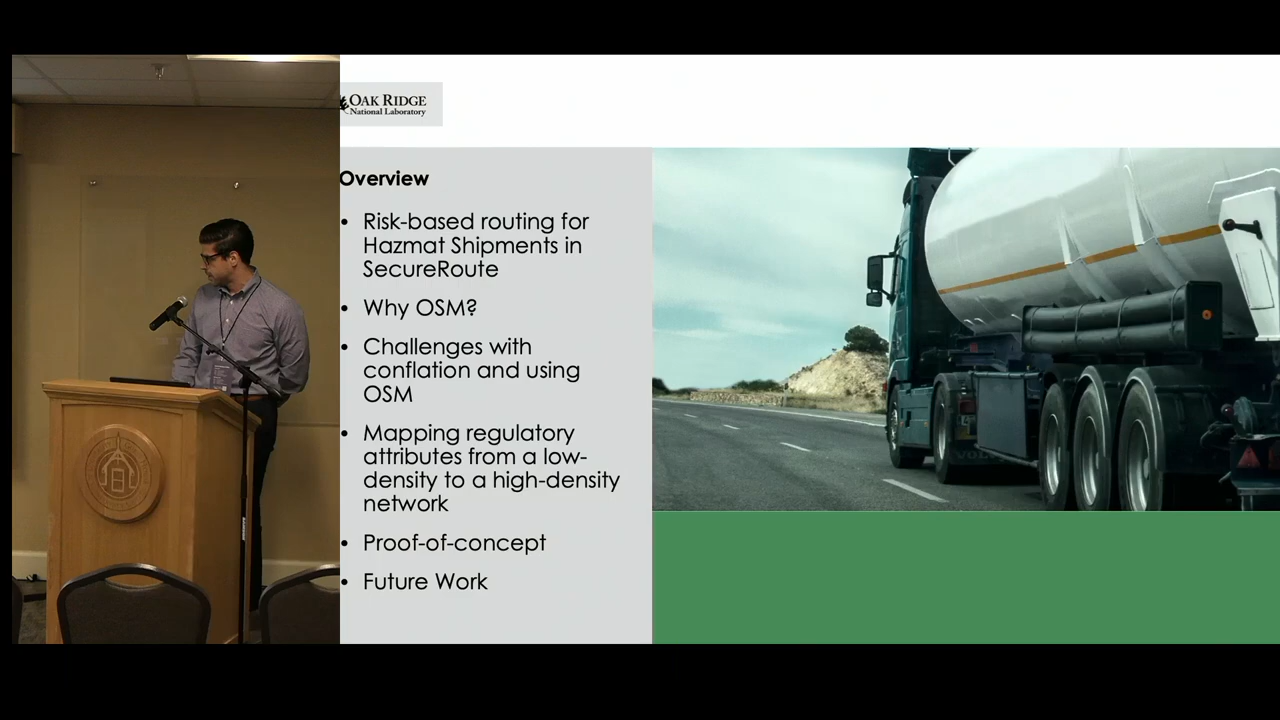 OAK RIDGE
National Laboratory
Overview
• Risk-based routing for
Hazmat Shipments in
SecureRoute
• Why OSM?
• Challenges with
conflation and using
OSM
• Mapping regulatory
attributes from a low-
density to a high-density
network
• Proof-of-concept
• Future Work
VOLVO